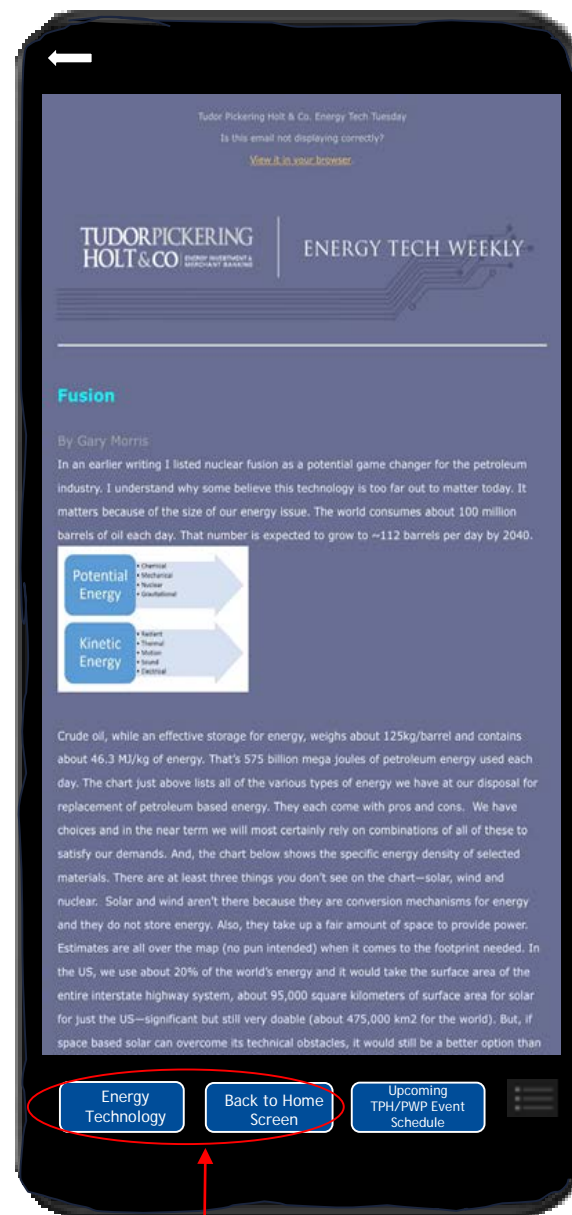 Tudor Pickering Holt & Co. Energy Tech Tuesday
Is this email not displaying correctly?
View it in your browser.
TUDORPICKERING
HOLT&CO ENERGY INVESTMENT &
MERCHANT BANKING
ENERGY TECH WEEKLY
Fusion
By Gary Morris
In an earlier writing I listed nuclear fusion as a potential game changer for the petroleum
industry. I understand why some believe this technology is too far out to matter today. It
matters because of the size of our energy issue. The world consumes about 100 million
barrels of oil each day. That number is expected to grow to ~112 barrels per day by 2040.
Potential
Energy
• Chemical
• Mechanical
• Nuclear
• Gravitational
Kinetic
Energy
• Radiant
• Thermal
• Motion
• Sound
• Electrical
Crude oil, while an effective storage for energy, weighs about 125kg/barrel and contains
about 46.3 MJ/kg of energy. That's 575 billion mega joules of petroleum energy used each
day. The chart just above lists all of the various types of energy we have at our disposal for
replacement of petroleum based energy. They each come with pros and cons. We have
choices and in the near term we will most certainly rely on combinations of all of these to
satisfy our demands. And, the chart below shows the specific energy density of selected
materials. There are at least three things you don't see on the chart—solar, wind and
nuclear. Solar and wind aren't there because they are conversion mechanisms for energy
and they do not store energy. Also, they take up a fair amount of space to provide power.
Estimates are all over the map (no pun intended) when it comes to the footprint needed. In
the US, we use about 20% of the world's energy and it would take the surface area of the
entire interstate highway system, about 95,000 square kilometers of surface area for solar
for just the US—significant but still very doable (about 475,000 km2 for the world). But, if
space based solar can overcome its technical obstacles, it would still be a better option than
Energy
Technology
Back to Home
Screen
Upcoming
TPH/PWP Event
Schedule